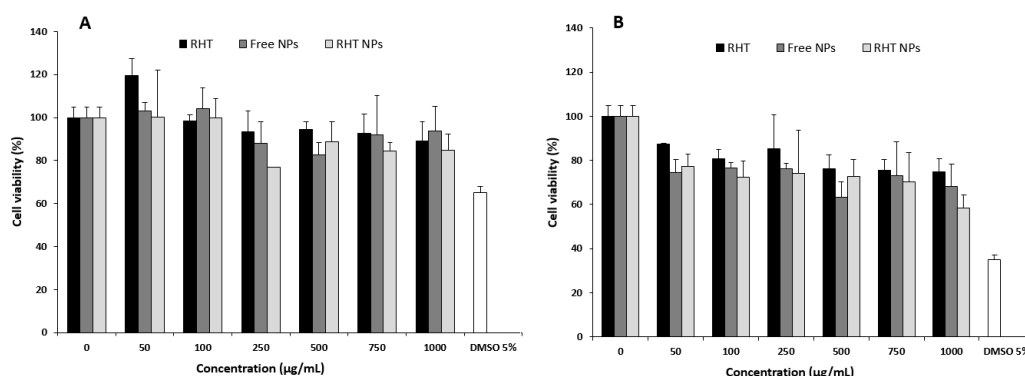 A
RHT Free NPs RHT NPs
Cell viability (%)
140
120
100
80
60
40
20
0
0 50 100 250 500 750 1000 DMSO 5%
Concentration (µg/mL)
B
RHT Free NPs RHT NPs
Cell viability (%)
140
120
100
80
60
40
20
0
0 50 100 250 500 750 1000 DMSO 5%
Concentration (µg/mL)